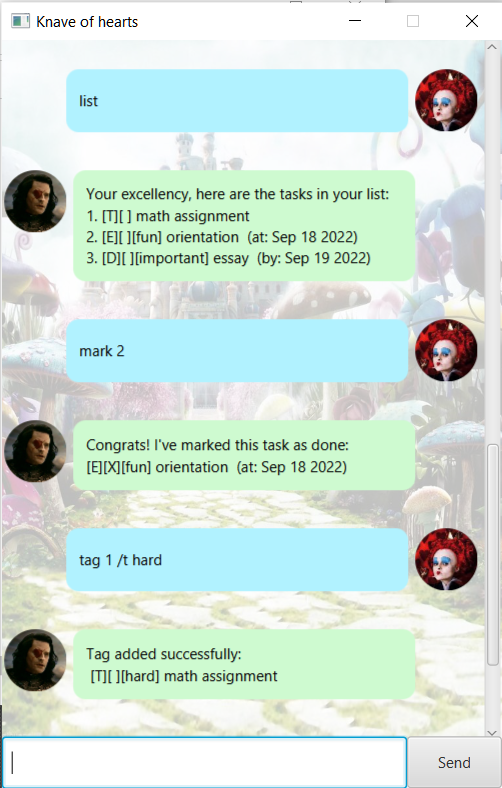 Knave of hearts
list
Your excellency, here are the tasks in your list:
1. [T][ ] math assignment
2. [E][ ][fun] orientation  (at: Sep 18 2022)
3. [D][ ][important] essay  (by: Sep 19 2022)
mark 2
Congrats! I've marked this task as done:
[E][X][fun] orientation  (at: Sep 18 2022)
tag 1 /t hard
Tag added successfully:
[T][ ][hard] math assignment
Send